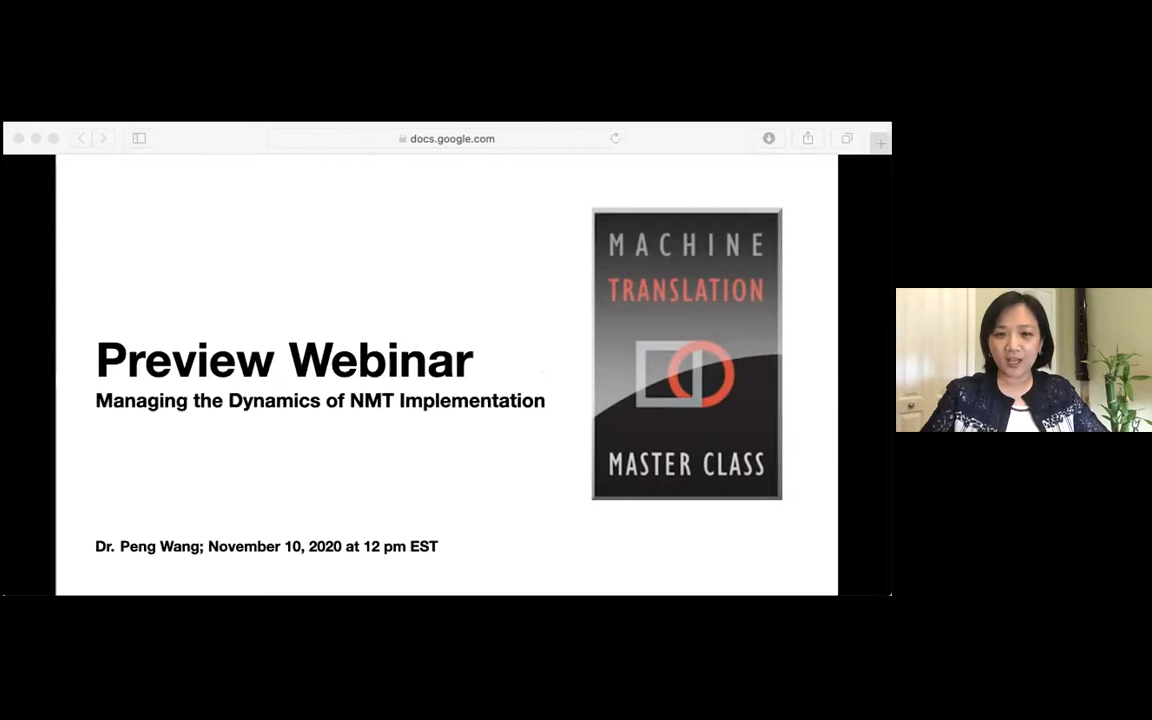 docs.google.com
MACHINE
TRANSLATION
Preview Webinar
Managing the Dynamics of NMT Implementation
MASTER CLASS
Dr. Peng Wang; November 10, 2020 at 12 pm EST